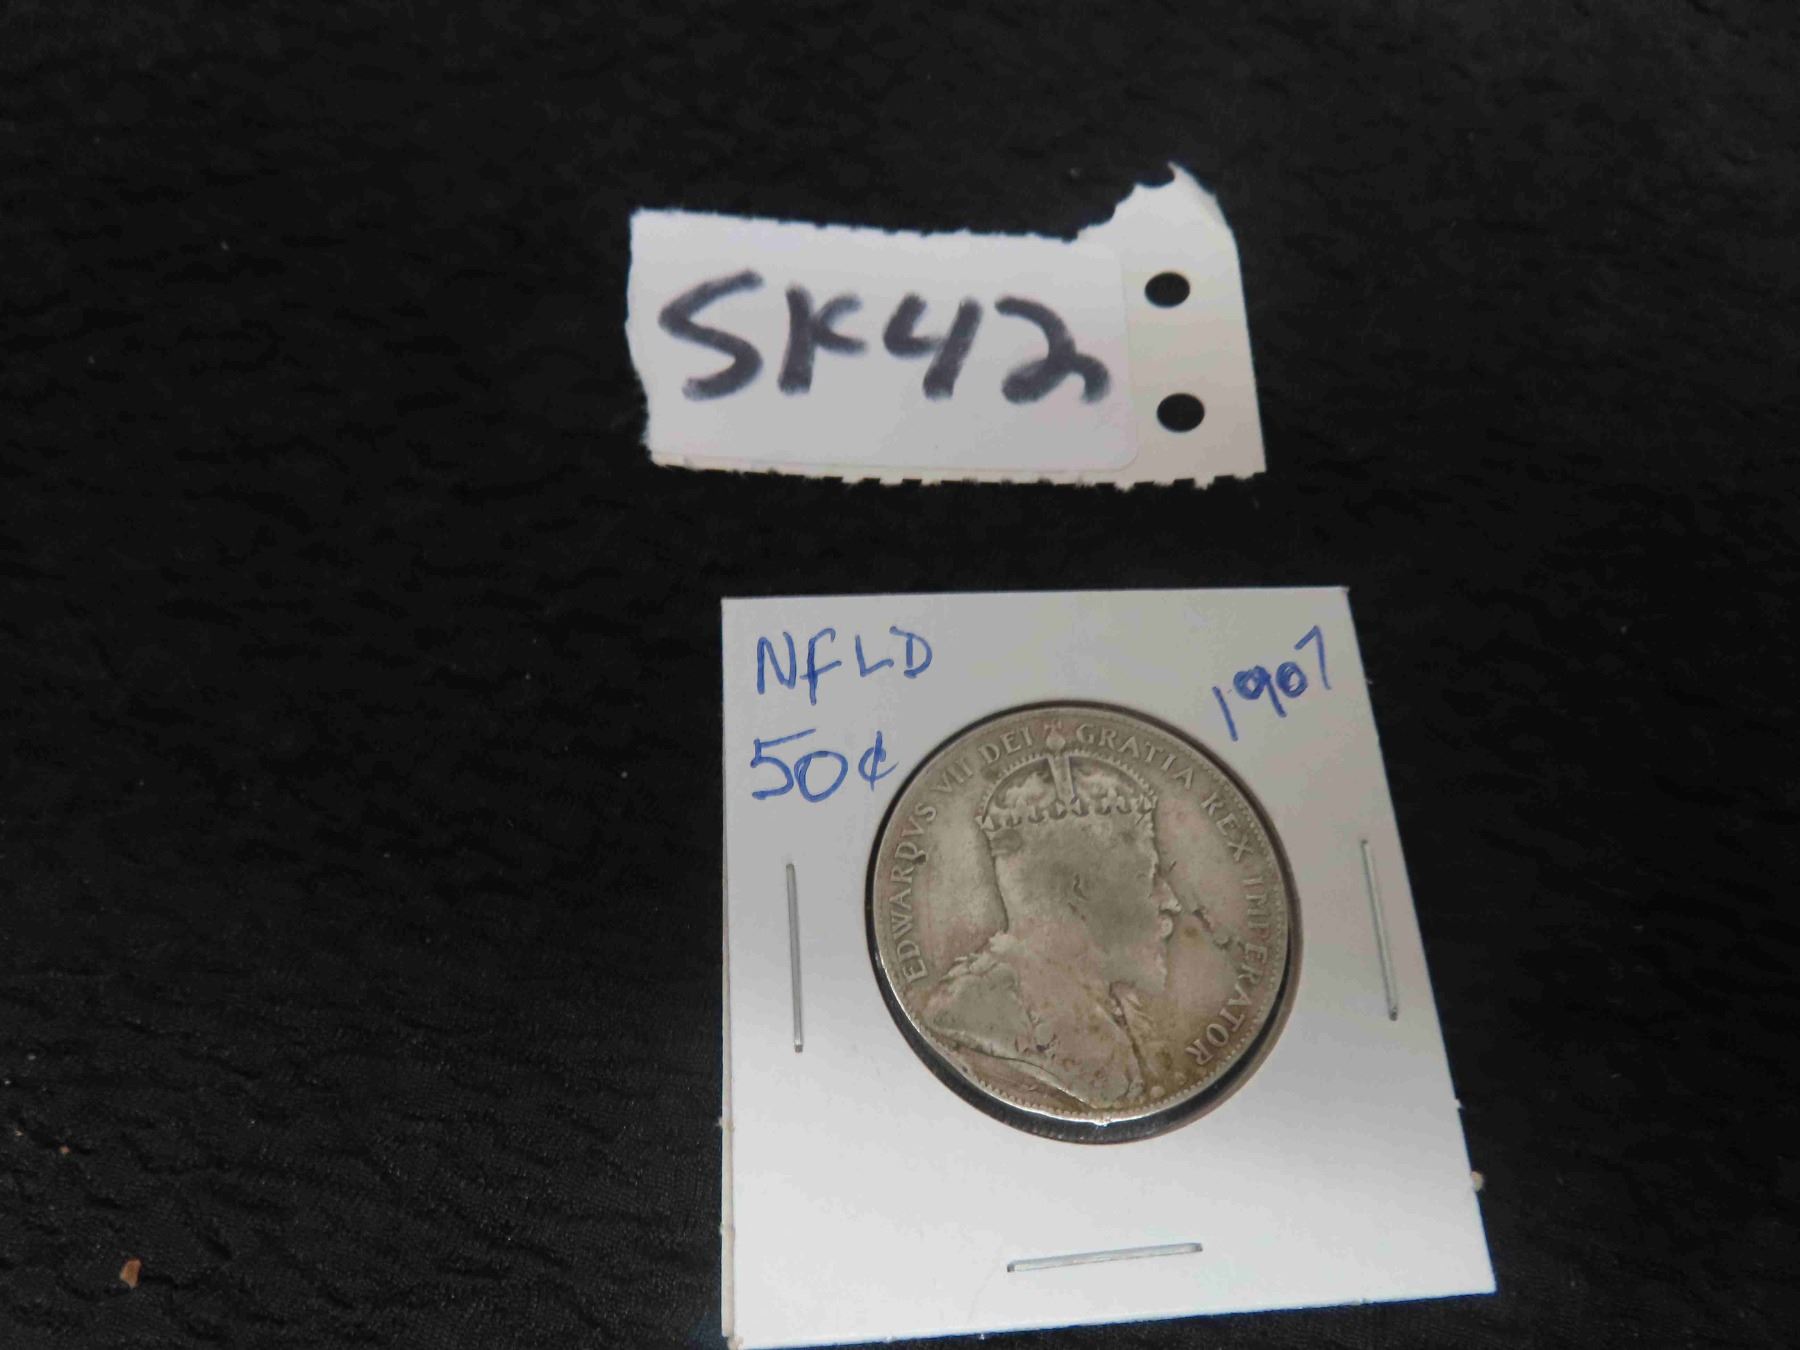 SK42
NFLD
1907
50¢
EDWARDVS VII DEI GRATIA REX IMPERATOR